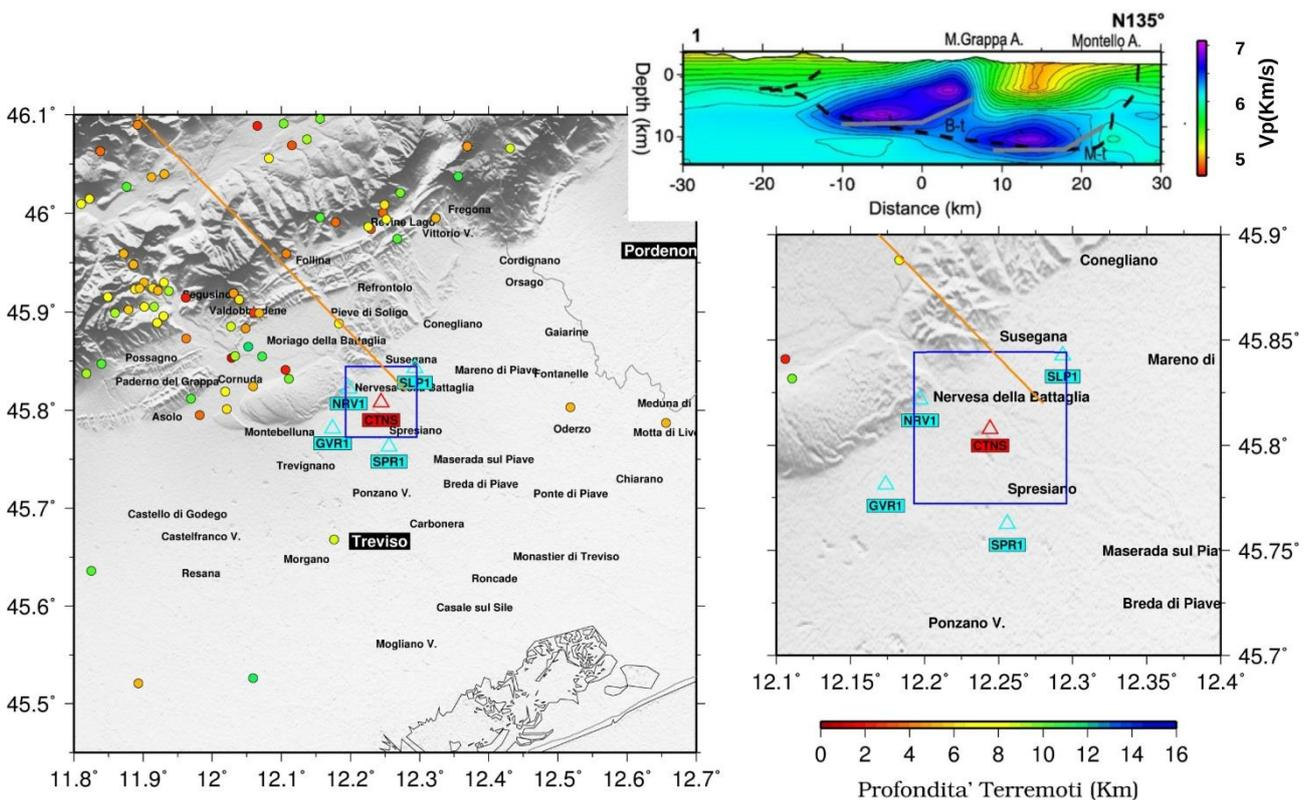 N135°
1
M.Grappa A.
Montello A.
Depth (km)
0
10
B-t
M-t
-30
-20
-10
0
10
20
30
Distance (km)
7
6
5
Vp(Km/s)
46.1˚
46˚
45.9˚
45.8˚
45.7˚
45.6˚
45.5˚
11.8
11.9
12
12.1
12.2
12.3
12.4
12.5
12.6
12.7˚
Fregona
Revine Lago
Vittorio V.
Pordenon
Follina
Cordignano
Orsago
Refrontolo
Segusino
Valdobbiadene
Pieve di Soligo
Conegliano
Gaiarine
Moriago della Battaglia
Possagno
Susegana
Mareno di Piave
Fontanelle
Paderno del Grappa
Cornuda
SLP1
Nervesa della Battaglia
NRV1
Meduna di
Asolo
CTNS
Montebelluna
Spresiano
Oderzo
Motta di Live
GVR1
SPR1
Trevignano
Maserada sul Piave
Breda di Piave
Chiarano
Ponzano V.
Ponte di Piave
Castello di Godego
Carbonera
Castelfranco V.
Treviso
Morgano
Monastier di Treviso
Resana
Roncade
Casale sul Sile
Mogliano V.
45.9˚
45.85˚
45.8˚
45.75˚
45.7˚
12.1
12.15
12.2
12.25
12.3
12.35
12.4˚
Conegliano
Susegana
Mareno di
SLP1
Nervesa della Battaglia
NRV1
CTNS
Spresiano
GVR1
SPR1
Maserada sul Piav
Breda di Piave
Ponzano V.
0
2
4
6
8
10
12
14
16
Profondita' Terremoti (Km)